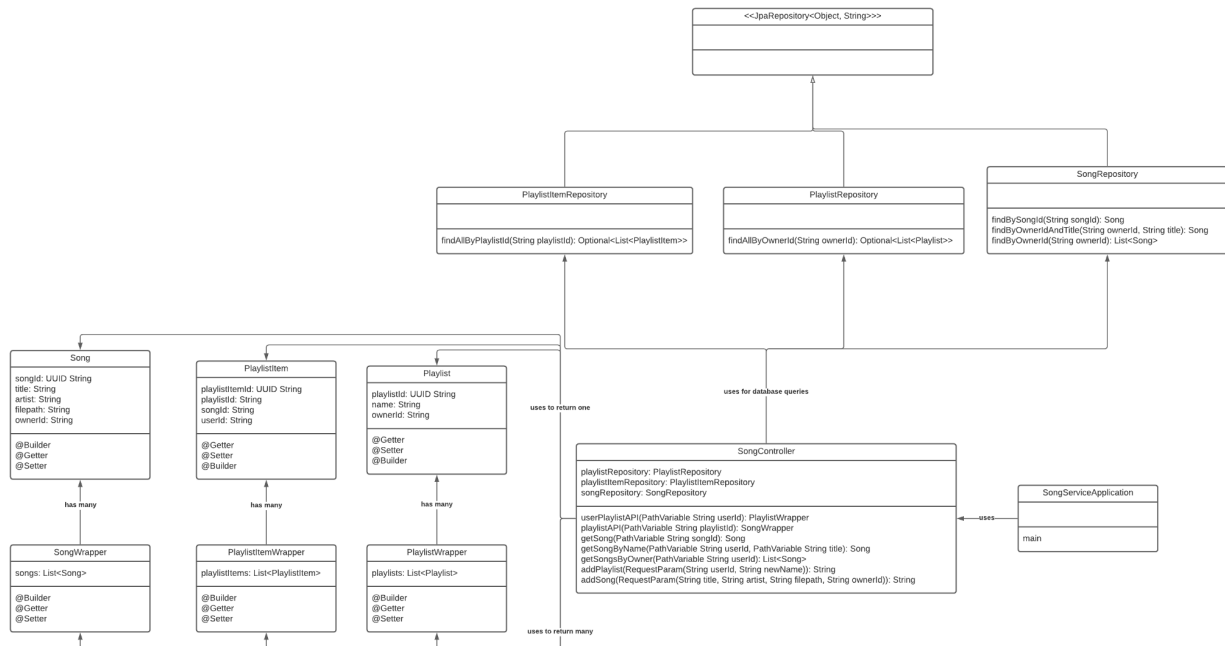 <<JpaRepository<Object, String>>>
PlaylistItemRepository
findAllByPlaylistId(String playlistId): Optional<List<PlaylistItem>>
PlaylistRepository
findAllByOwnerId(String ownerId): Optional<List<Playlist>>
SongRepository
findBySongId(String songId): Song
findByOwnerIdAndTitle(String ownerId, String title): Song
findByOwnerId(String ownerId): List<Song>
Song
songId: UUID String
title: String
artist: String
filepath: String
ownerId: String
@Builder
@Getter
@Setter
PlaylistItem
playlistItemId: UUID String
playlistId: String
songId: String
userId: String
@Getter
@Setter
@Builder
Playlist
playlistId: UUID String
name: String
ownerId: String
@Getter
@Setter
@Builder
uses to return one
uses for database queries
SongController
playlistRepository: PlaylistRepository
playlistItemRepository: PlaylistItemRepository
songRepository: SongRepository
userPlaylistAPI(PathVariable String userId): PlaylistWrapper
playlistAPI(PathVariable String playlistId): SongWrapper
getSong(PathVariable String songId): Song
getSongByName(PathVariable String userId, PathVariable String title): Song
getSongsByOwner(PathVariable String userId): List<Song>
addPlaylist(RequestParam(String userId, String newName)): String
addSong(RequestParam(String title, String artist, String filepath, String ownerId)): String
uses
SongServiceApplication
main
has many
has many
has many
SongWrapper
songs: List<Song>
@Builder
@Getter
@Setter
PlaylistItemWrapper
playlistItems: List<PlaylistItem>
@Builder
@Getter
@Setter
PlaylistWrapper
playlists: List<Playlist>
@Builder
@Getter
@Setter
uses to return many